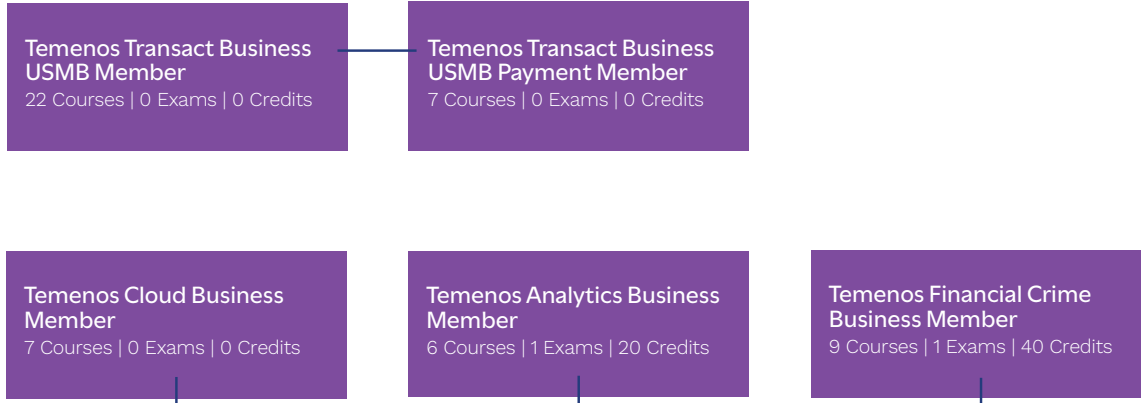 Temenos Transact Business
USMB Member
22 Courses | 0 Exams | 0 Credits
Temenos Transact Business
USMB Payment Member
7 Courses | 0 Exams | 0 Credits
Temenos Cloud Business
Member
7 Courses | 0 Exams | 0 Credits
Temenos Analytics Business
Member
6 Courses | 1 Exams | 20 Credits
Temenos Financial Crime
Business Member
9 Courses | 1 Exams | 40 Credits